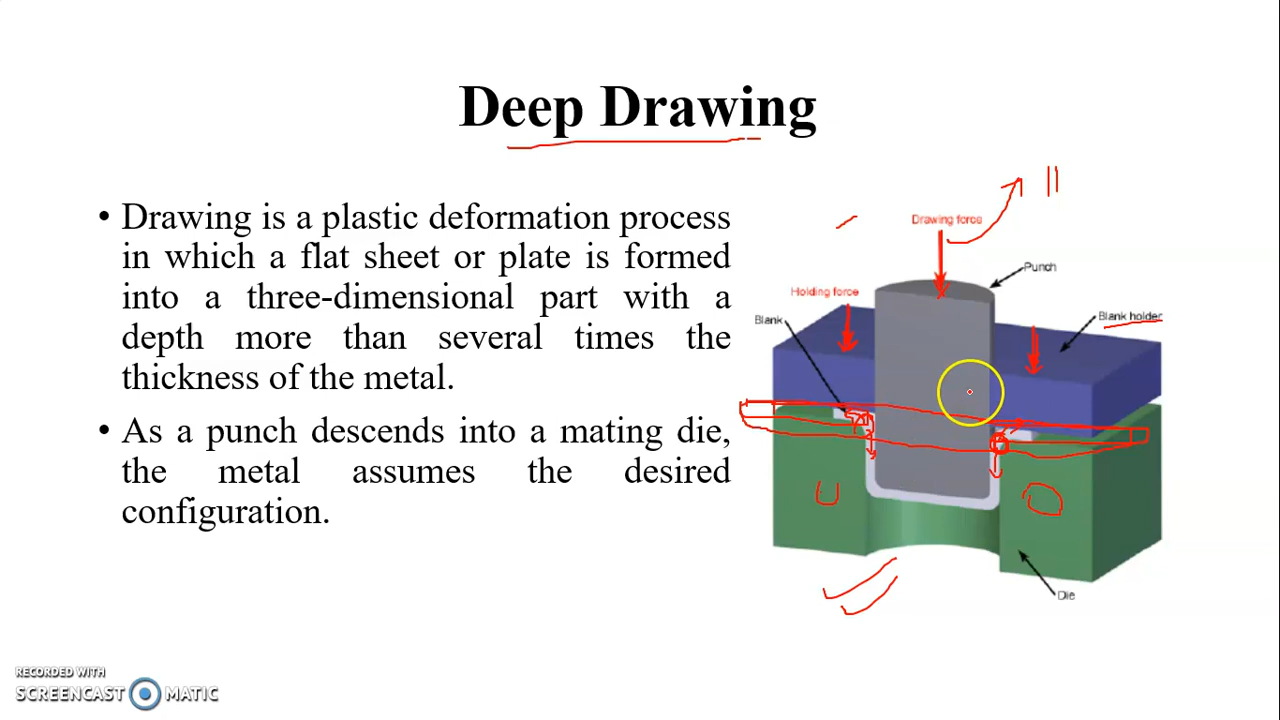 Deep Drawing
• Drawing is a plastic deformation process
in which a flat sheet or plate is formed
into a three-dimensional part with a
depth more than several times the
thickness of the metal.
• As a punch descends into a mating die,
the metal assumes the desired
configuration.
Drawing force
Punch
Holding force
Blank
Blank holder
Die
RECORDED WITH
SCREENCAST MATIC